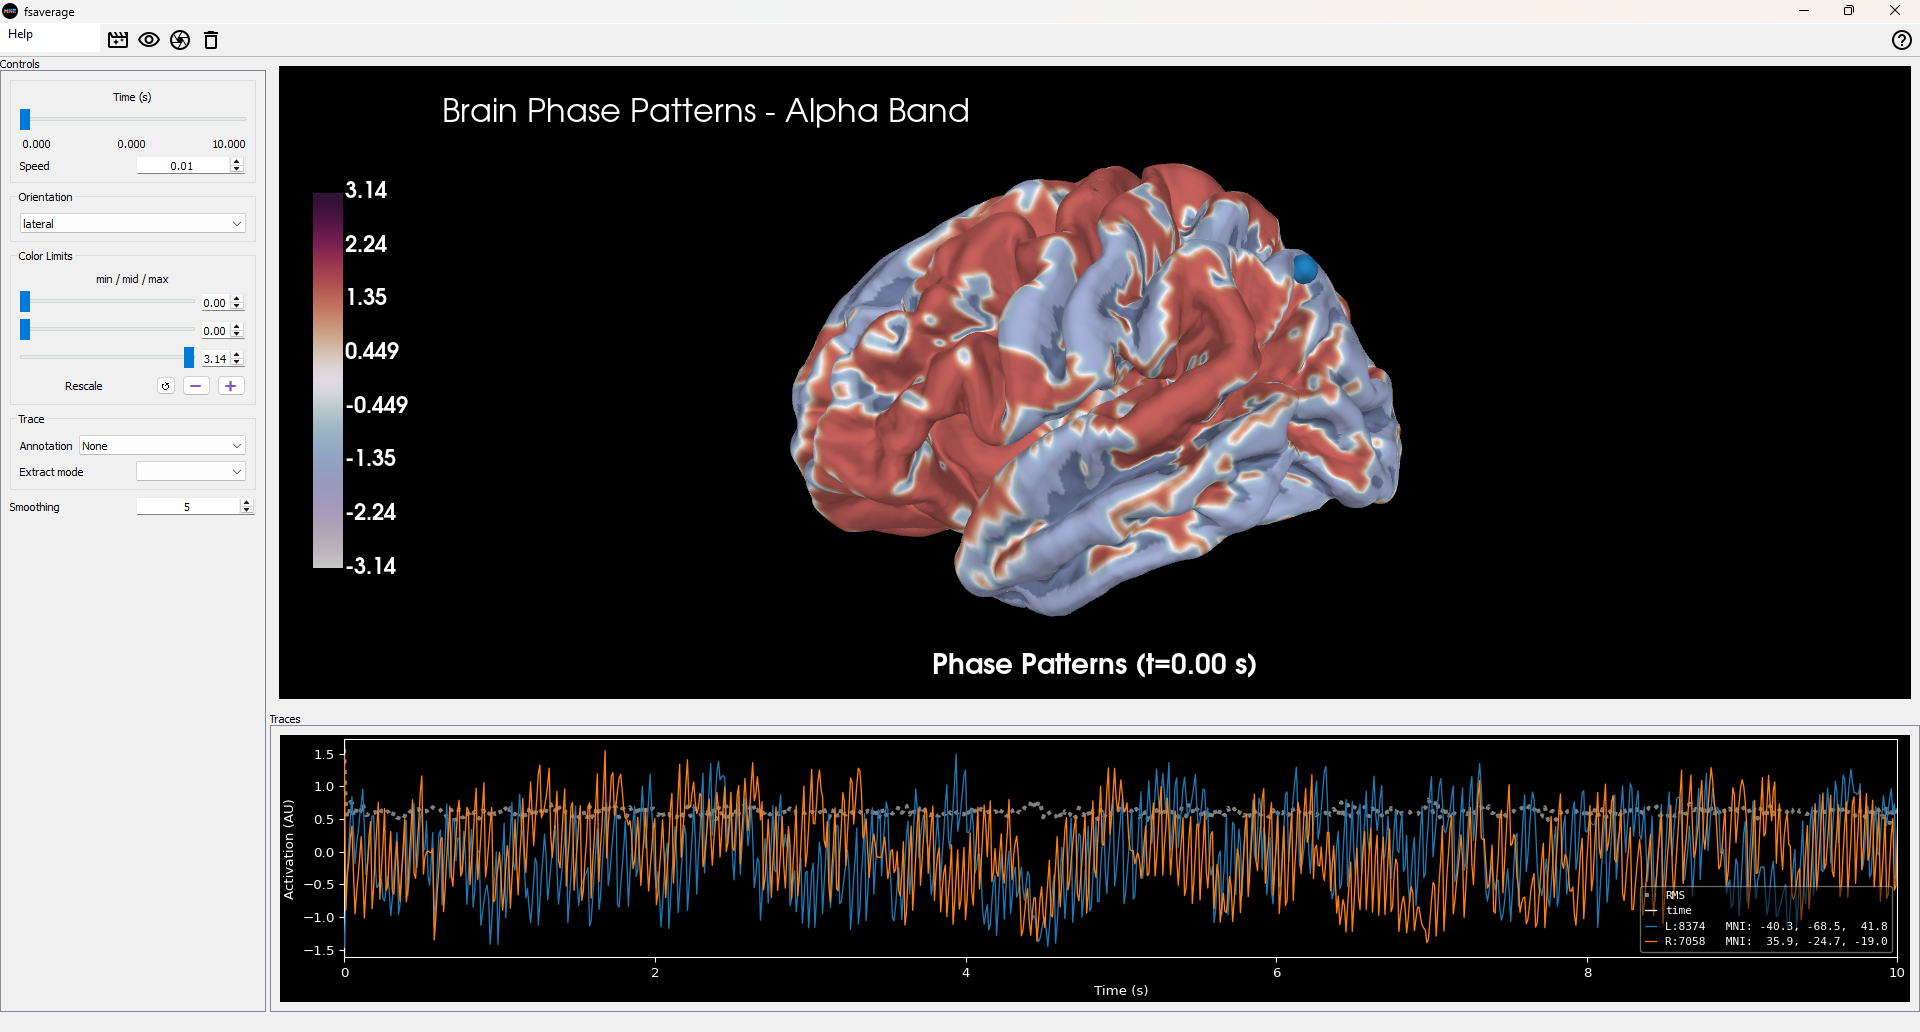 MNE fsaverage
Help
Controls
Time (s)
0.000 0.000 10.000
Speed 0.01
Orientation
lateral
Color Limits
min / mid / max
0.00
0.00
3.14
Rescale
Trace
Annotation None
Extract mode
Smoothing 5
Brain Phase Patterns - Alpha Band
3.14
2.24
1.35
0.449
-0.449
-1.35
-2.24
-3.14
Phase Patterns (t=0.00 s)
Traces
Activation (AU)
1.5
1.0
0.5
0.0
−0.5
−1.0
−1.5
0 2 4 6 8 10
Time (s)
RMS
time
L:8374 MNI: -40.3, -68.5, 41.8
R:7058 MNI: 35.9, -24.7, -19.0